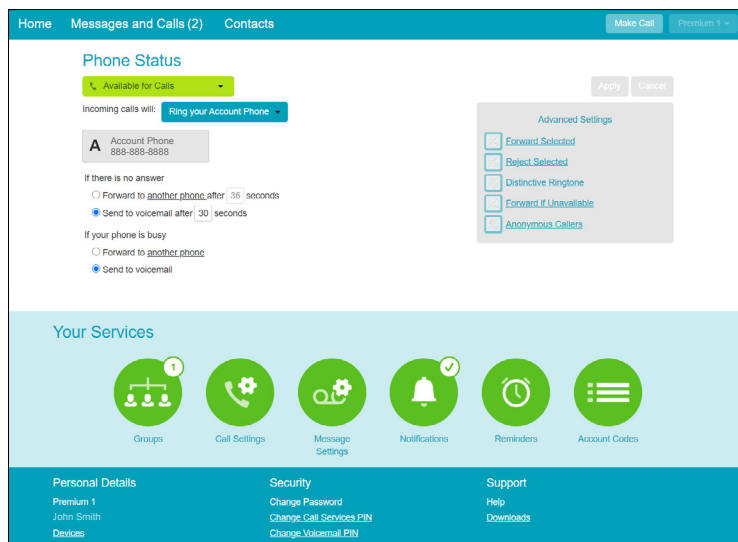 Home Messages and Calls (2) Contacts Make Call Premium 1
Phone Status
Available for Calls
Apply Cancel
Incoming calls will: Ring your Account Phone
A Account Phone
888-888-8888
If there is no answer
Forward to another phone after 36 seconds
Send to voicemail after 30 seconds
If your phone is busy
Forward to another phone
Send to voicemail
Advanced Settings
Forward Selected
Reject Selected
Distinctive Ringtone
Forward if Unavailable
Anonymous Callers
Your Services
1
Groups
Call Settings
Message
Settings
Notifications
Reminders
Account Codes
Personal Details
Premium 1
John Smith
Devices
Security
Change Password
Change Call Services PIN
Change Voicemail PIN
Support
Help
Downloads